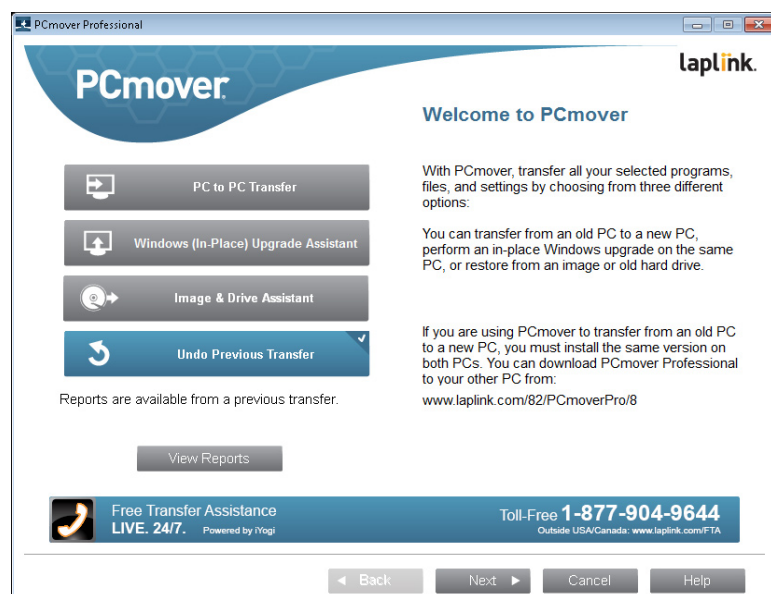 PCmover Professional
PCmover.
laplink.
Welcome to PCmover
PC to PC Transfer
Windows (In-Place) Upgrade Assistant
Image & Drive Assistant
Undo Previous Transfer
Reports are available from a previous transfer.
View Reports
With PCmover, transfer all your selected programs,
files, and settings by choosing from three different
options:
You can transfer from an old PC to a new PC,
perform an in-place Windows upgrade on the same
PC, or restore from an image or old hard drive.
If you are using PCmover to transfer from an old PC
to a new PC, you must install the same version on
both PCs. You can download PCmover Professional
to your other PC from:
www.laplink.com/82/PCmoverPro/8
Free Transfer Assistance
LIVE. 24/7. Powered by iYogi
Toll-Free 1-877-904-9644
Outside USA/Canada: www.laplink.com/FTA
Back
Next
Cancel
Help